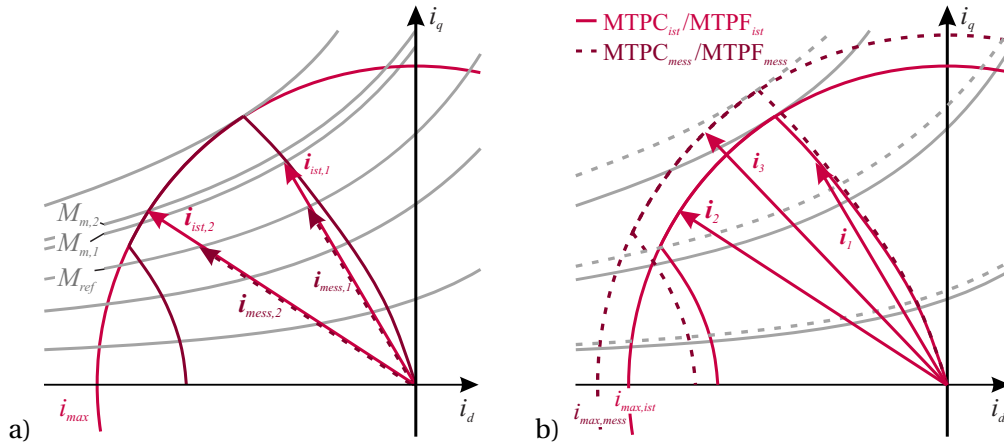 i_q
i_q
MTPC_ist/MTPF_ist
MTPC_mess/MTPF_mess
i_ist,1
i_3
M_m,2
i_ist,2
i_2
i_1
M_m,1
M_ref
i_mess,1
i_mess,2
a)
i_max
i_d
b)
i_max,ist
i_max,mess
i_d